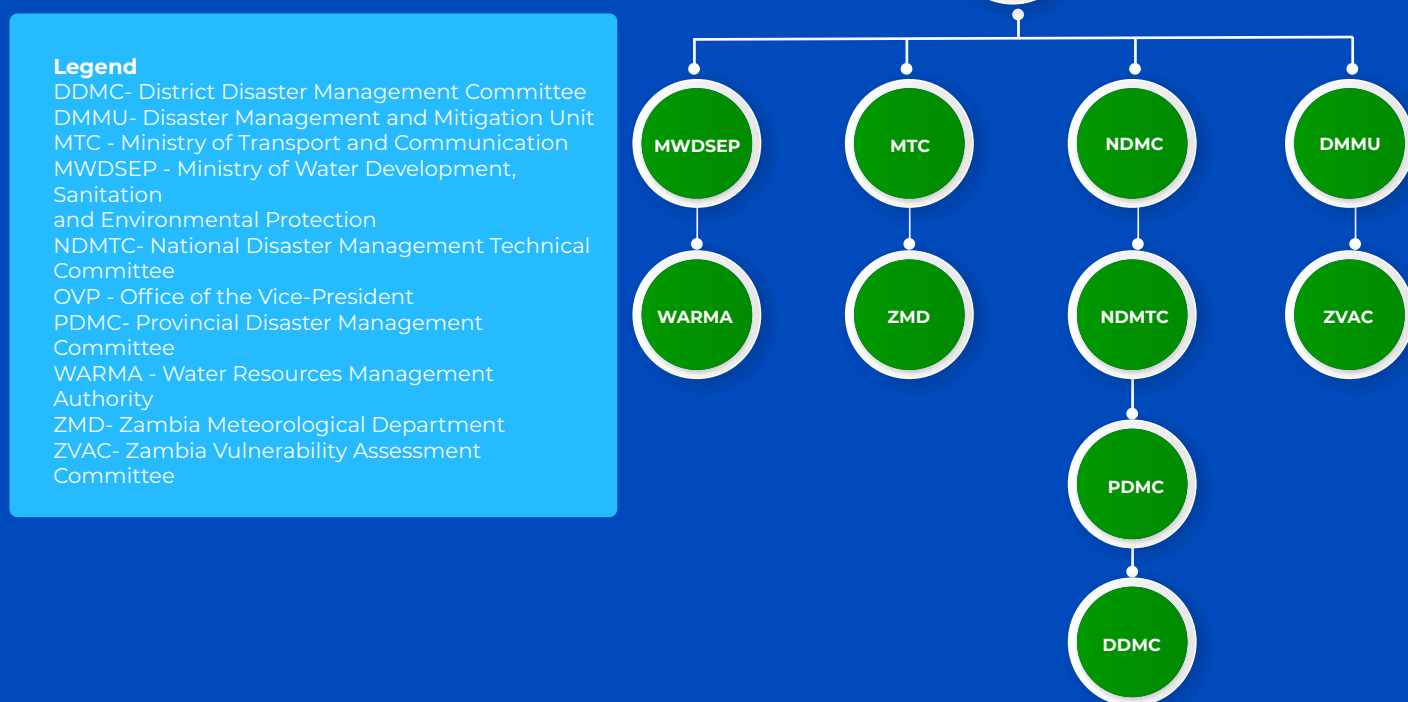 Legend
DDMC- District Disaster Management Committee
DMMU- Disaster Management and Mitigation Unit
MTC - Ministry of Transport and Communication
MWDSEP - Ministry of Water Development,
Sanitation
and Environmental Protection
NDMTC- National Disaster Management Technical
Committee
OVP - Office of the Vice-President
PDMC- Provincial Disaster Management
Committee
WARMA - Water Resources Management
Authority
ZMD- Zambia Meteorological Department
ZVAC- Zambia Vulnerability Assessment
Committee
MWDSEP
MTC
NDMC
DMMU
WARMA
ZMD
NDMTC
ZVAC
PDMC
DDMC